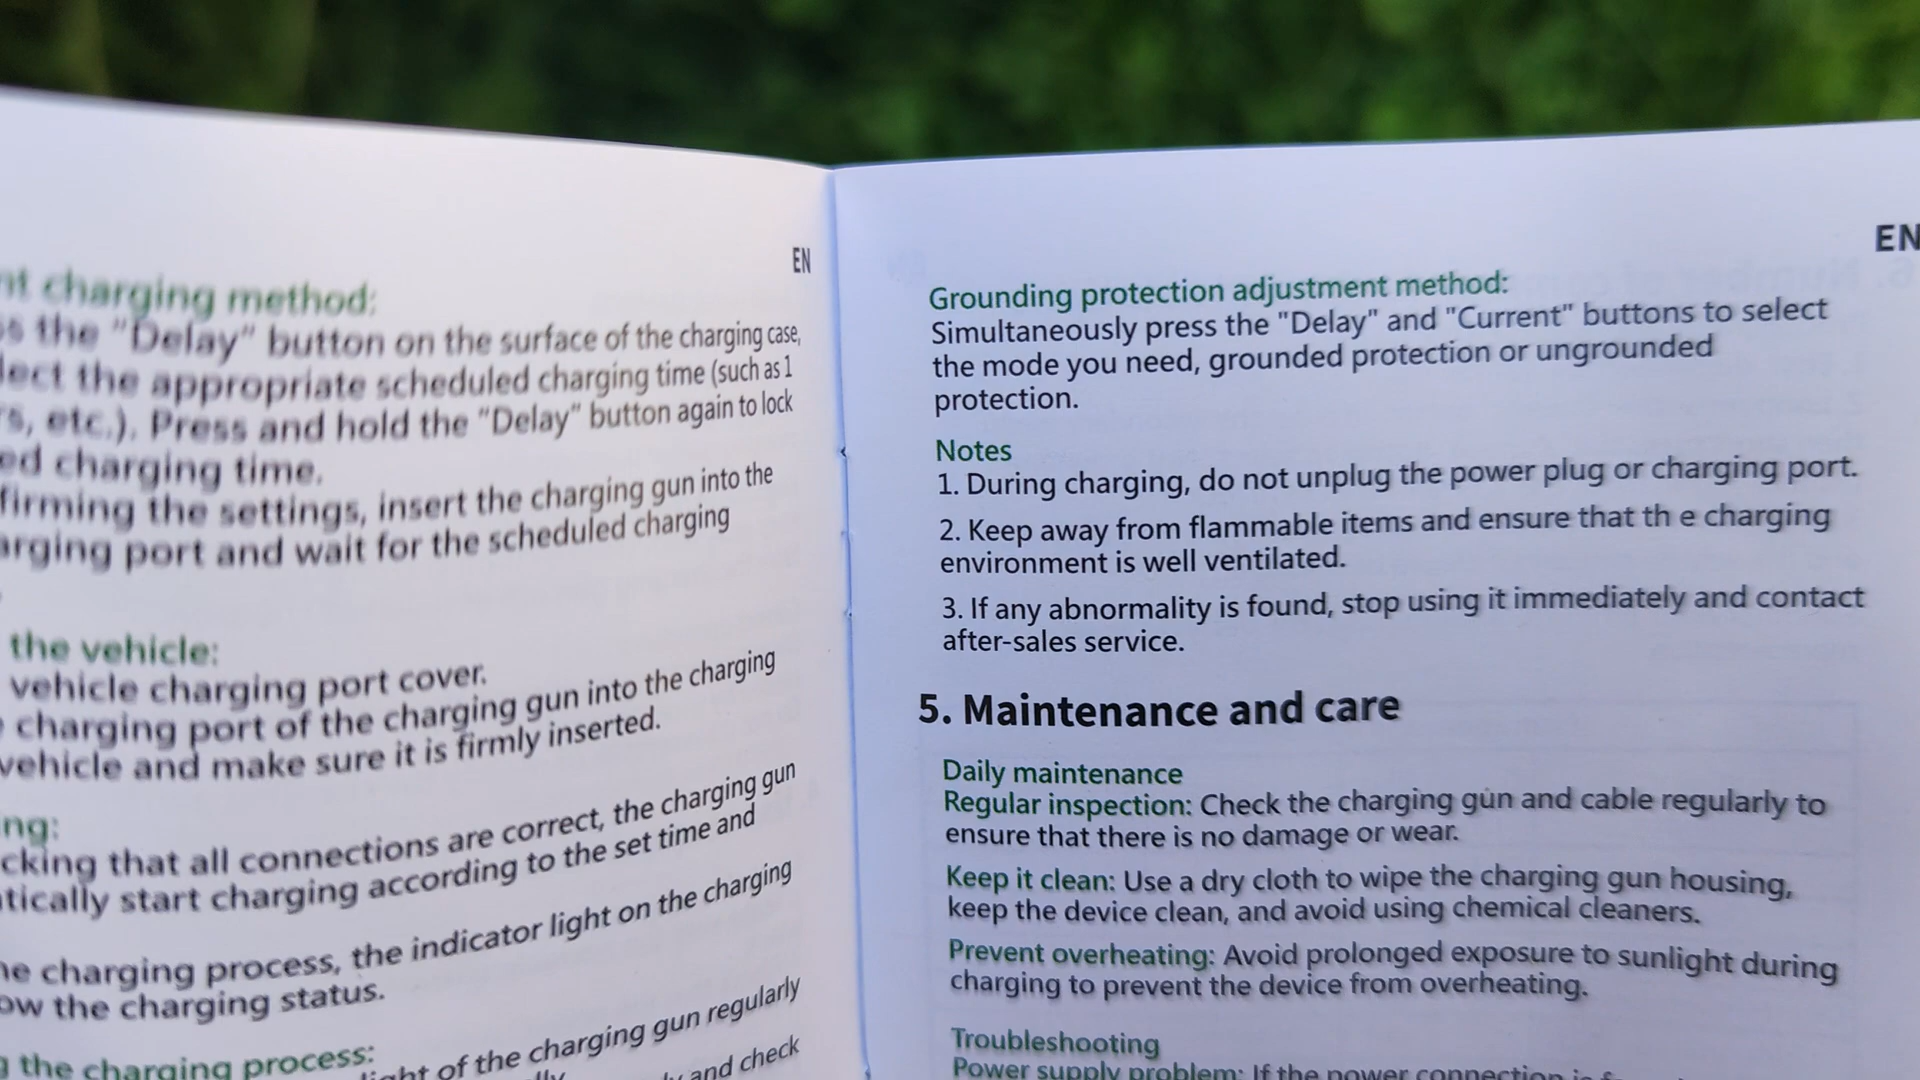 EN
nt charging method:
the "Delay" button on the surface of the charging case,
the appropriate scheduled charging time (such as 1
etc.). Press and hold the "Delay" button again to lock
charging time.
the settings, insert the charging gun into the
port and wait for the scheduled charging
the vehicle:
vehicle charging port cover.
charging port of the charging gun into the charging
vehicle and make sure it is firmly inserted.
ng:
cking that all connections are correct, the charging gun
tically start charging according to the set time and
he charging process, the indicator light on the charging
ow the charging status.
the charging process:
of the charging gun regularly
and check
EN
Grounding protection adjustment method:
Simultaneously press the "Delay" and "Current" buttons to select
the mode you need, grounded protection or ungrounded
protection.
Notes
1. During charging, do not unplug the power plug or charging port.
2. Keep away from flammable items and ensure that th e charging
environment is well ventilated.
3. If any abnormality is found, stop using it immediately and contact
after-sales service.
5. Maintenance and care
Daily maintenance
Regular inspection: Check the charging gun and cable regularly to
ensure that there is no damage or wear.
Keep it clean: Use a dry cloth to wipe the charging gun housing,
keep the device clean, and avoid using chemical cleaners.
Prevent overheating: Avoid prolonged exposure to sunlight during
charging to prevent the device from overheating.
Troubleshooting
Power supply problem: If the power connection is